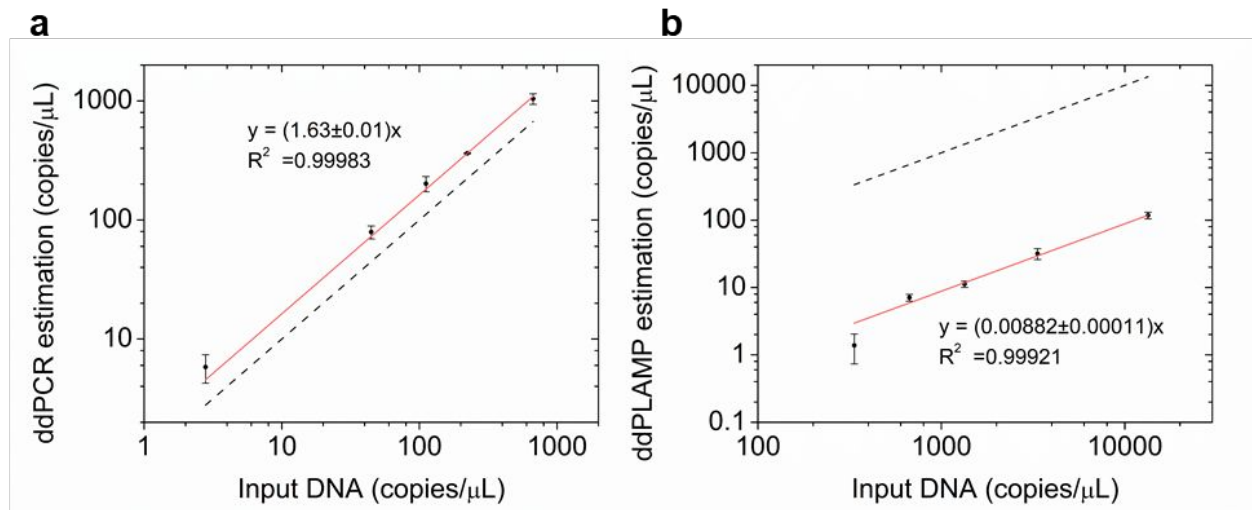 a
b
ddPCR estimation (copies/μL)
1000
100
10
y = (1.63±0.01)x
R² =0.99983
1
10
100
1000
Input DNA (copies/μL)
ddPLAMP estimation (copies/μL)
10000
1000
100
10
1
0.1
y = (0.00882±0.00011)x
R² =0.99921
100
1000
10000
Input DNA (copies/μL)